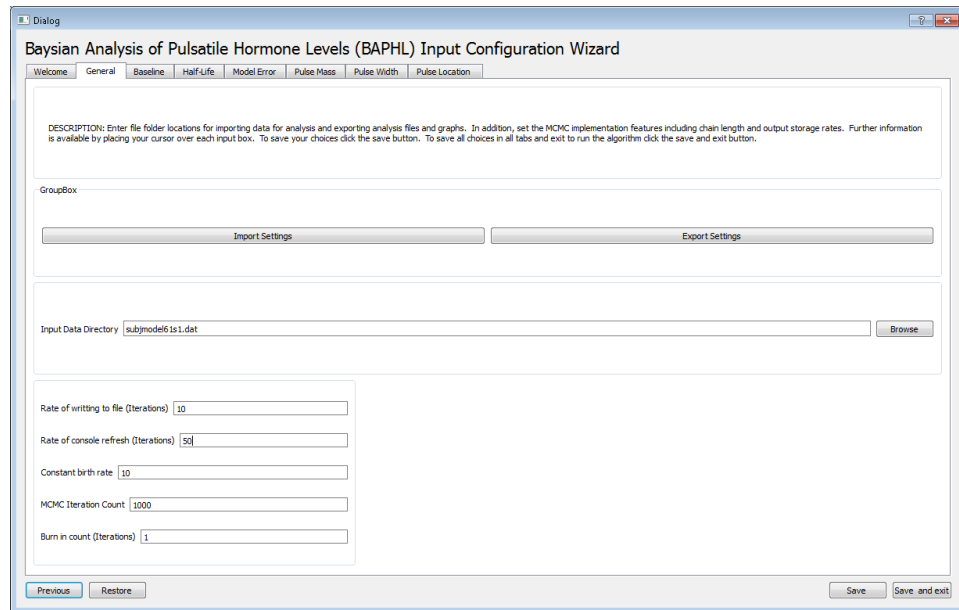 Dialog
Baysian Analysis of Pulsatile Hormone Levels (BAPHL) Input Configuration Wizard
Welcome General Baseline Half-Life Model Error Pulse Mass Pulse Width Pulse Location
DESCRIPTION: Enter file folder locations for importing data for analysis and exporting analysis files and graphs. In addition, set the MCMC implementation features including chain length and output storage rates. Further information
is available by placing your cursor over each input box. To save your choices click the save button. To save all choices in all tabs and exit to run the algorithm click the save and exit button.
GroupBox
Import Settings Export Settings
Input Data Directory subjmodel61s1.dat Browse
Rate of writting to file (Iterations) 10
Rate of console refresh (Iterations) 50
Constant birth rate 10
MCMC Iteration Count 1000
Burn in count (Iterations) 1
Previous Restore Save Save and exit